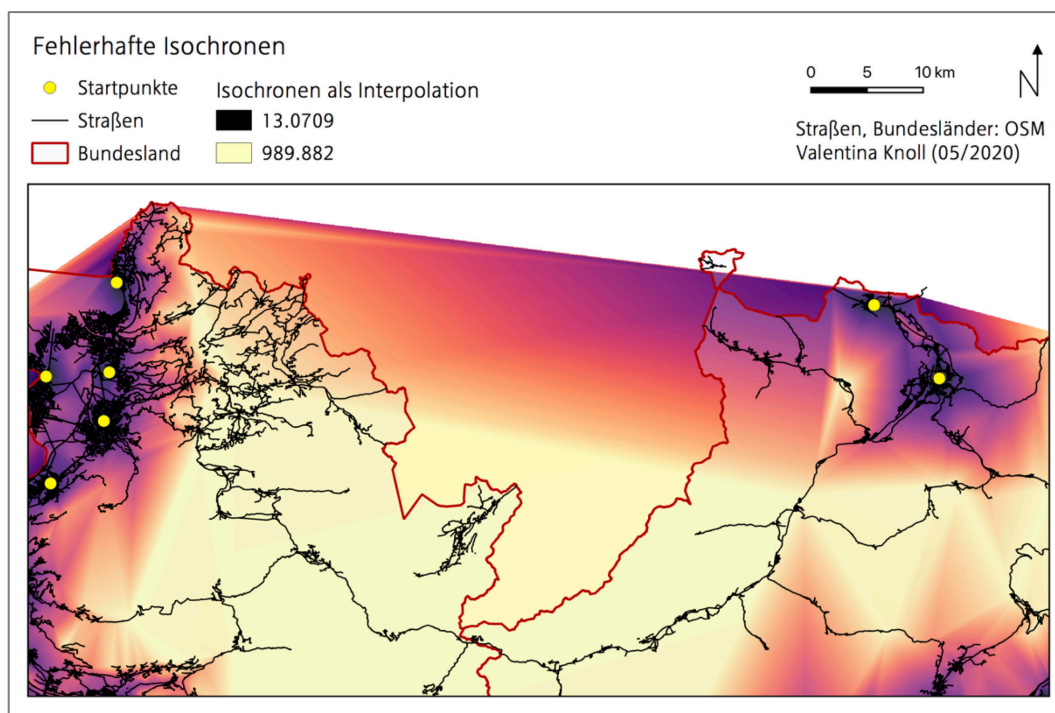 Fehlerhafte Isochronen
Startpunkte
Straßen
Bundesland
Isochronen als Interpolation
13.0709
989.882
0 5 10 km
N
Straßen, Bundesländer: OSM
Valentina Knoll (05/2020)